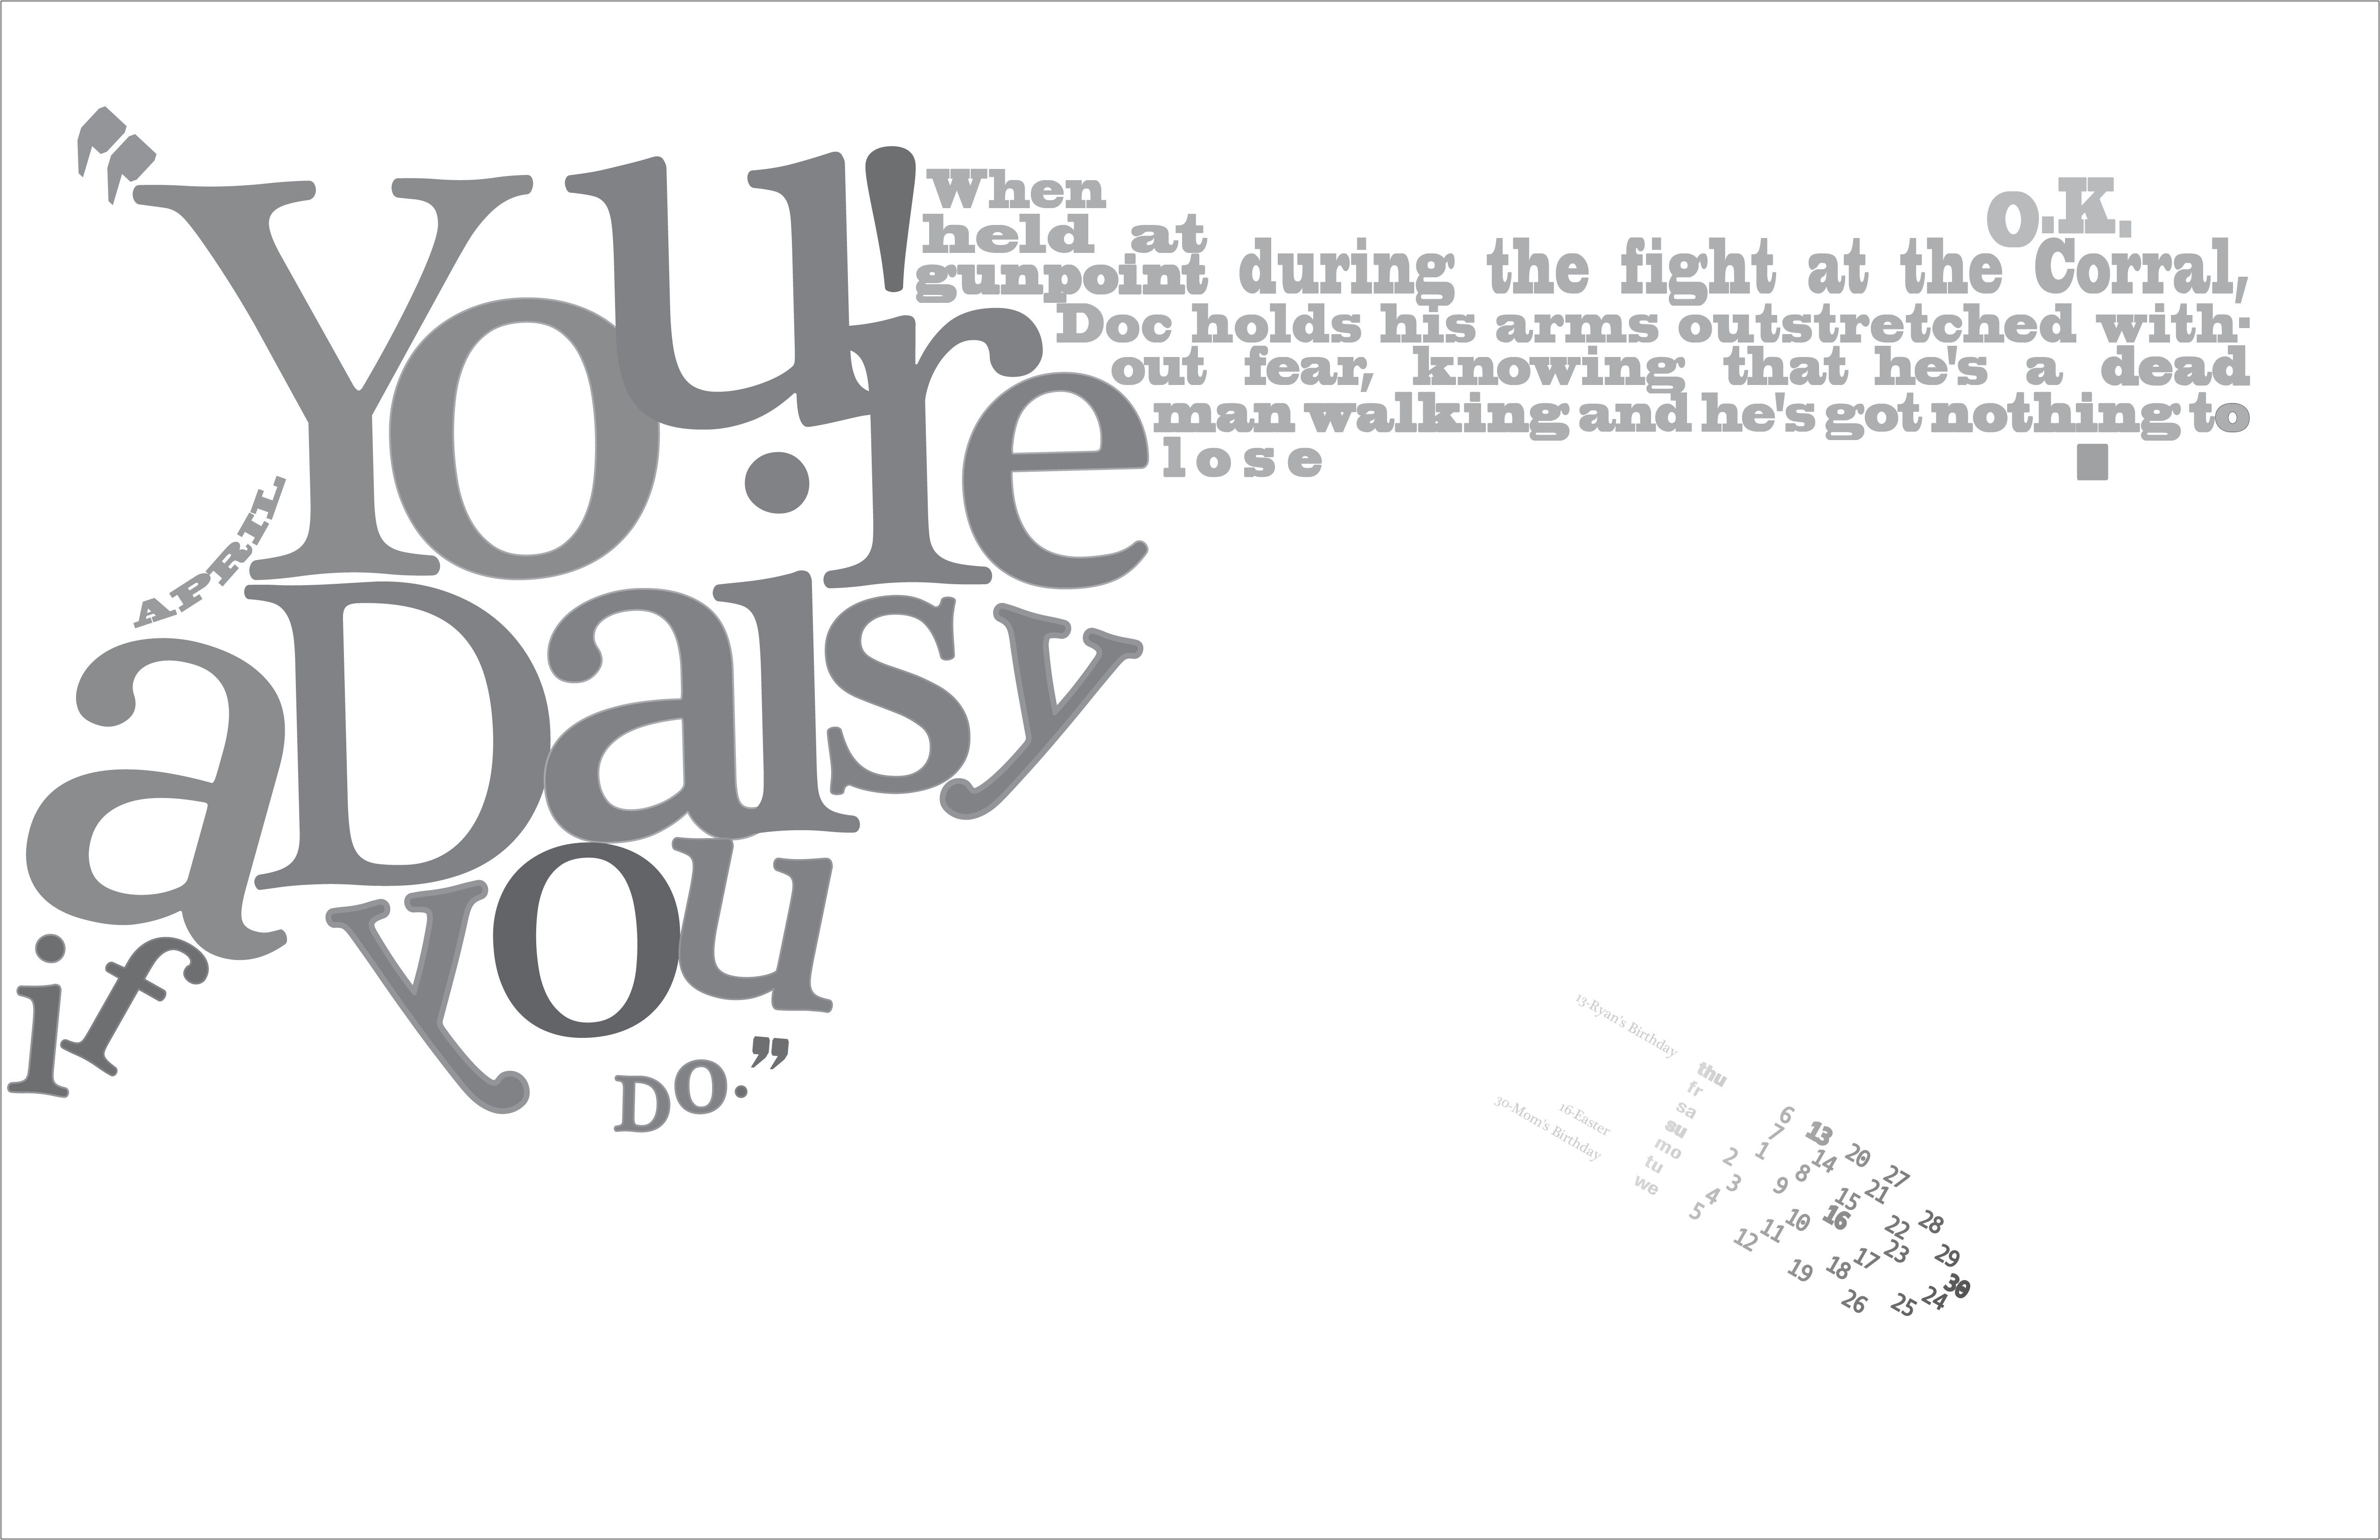 "You're
a Daisy
if you
DO."
APRIL
When
held at
gunpoint during the fight at the O.K. Corral,
Doc holds his arms outstretched with-
out fear, knowing that he's a dead
man walking and he's got nothing to
lose
13-Ryan's Birthday
16-Easter
30-Mom's Birthday
thu 6 13 20 27
fr 7 14 21 28
sa 1 8 15 22 29
su 2 9 16 23 30
mo 3 10 17 24
tu 4 11 18 25
we 5 12 19 26